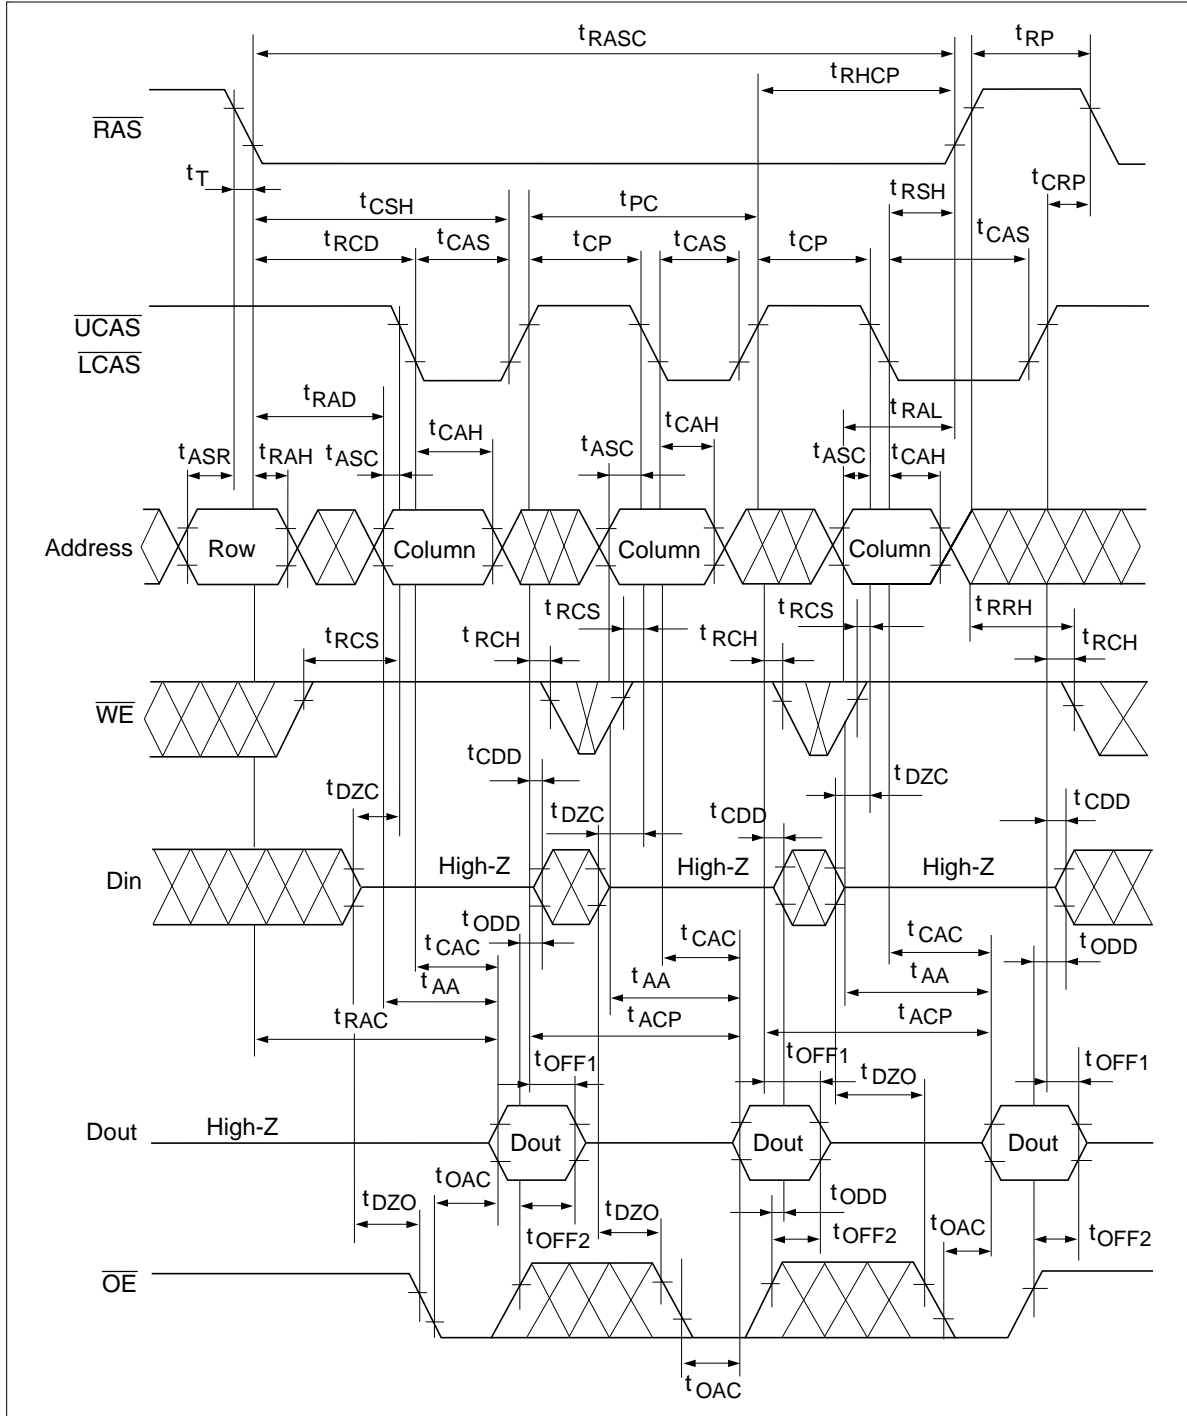 tRASC tRP
tRHCP
RAS
tT tCRP
tCSH tPC tRSH
tRCD tCAS tCP tCAS tCP tCAS
UCAS
LCAS
tRAD tRAL
tCAH tCAH
tASR tRAH tASC tASC tASC tCAH
Address Row Column Column Column
tRCS tRCS tRRH
tRCS tRCH tRCH tRCH
WE
tCDD
tDZC tDZC
tDZC tCDD tCDD
Din High-Z High-Z High-Z
tODD
tCAC tCAC tCAC tODD
tAA tAA tAA
tRAC tACP tACP
tOFF1 tOFF1 tDZO tOFF1
Dout High-Z Dout Dout Dout
tOAC tODD
tDZO tDZO tOAC
tOFF2 tOFF2 tOFF2
OE
tOAC